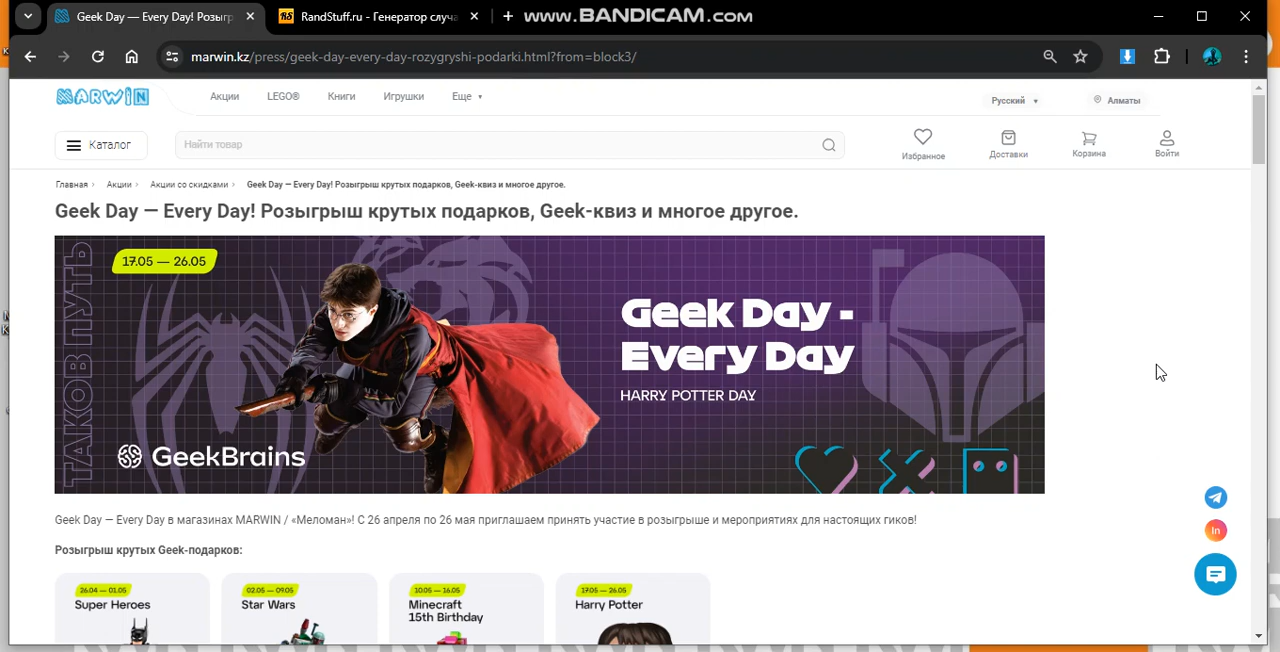 Geek Day — Every Day! Розыгр
RandStuff.ru - Генератор случа
www.BANDICAM.com
marwin.kz/press/geek-day-every-day-rozygryshi-podarki.html?from=block3/
MARWIN
Акции
LEGO®
Книги
Игрушки
Еще
Русский
Алматы
Каталог
Найти товар
Избранное
Доставки
Корзина
Войти
Главная › Акции › Акции со скидками › Geek Day — Every Day! Розыгрыш крутых подарков, Geek-квиз и многое другое.
Geek Day — Every Day! Розыгрыш крутых подарков, Geek-квиз и многое другое.
ТАКОВ ПУТЬ
17.05 — 26.05
Geek Day -
Every Day
HARRY POTTER DAY
GeekBrains
Geek Day — Every Day в магазинах MARWIN / «Меломан»! С 26 апреля по 26 мая приглашаем принять участие в розыгрыше и мероприятиях для настоящих гиков!
Розыгрыш крутых Geek-подарков:
26.04 — 01.05
Super Heroes
02.05 — 09.05
Star Wars
10.05 — 16.05
Minecraft
15th Birthday
17.05 — 26.05
Harry Potter
In